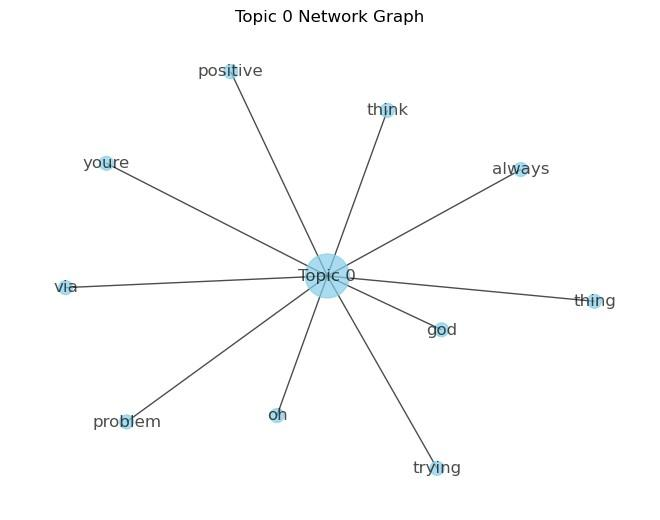 Topic 0 Network Graph
positive
think
youre
always
Topic 0
via
thing
god
oh
problem
trying